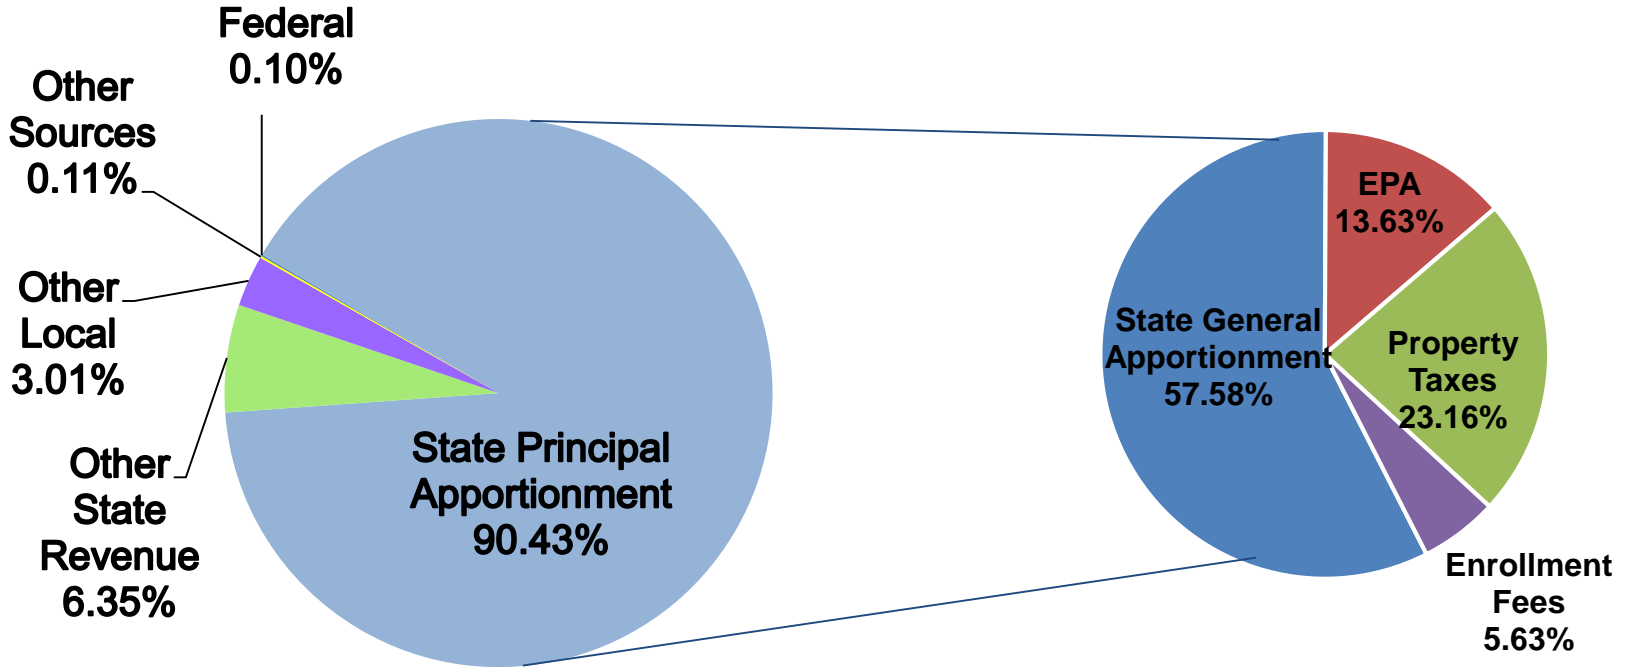 Federal
0.10%
Other
Sources
0.11%
Other
Local
3.01%
Other
State
Revenue
6.35%
State Principal
Apportionment
90.43%
EPA
13.63%
State General
Apportionment
57.58%
Property
Taxes
23.16%
Enrollment
Fees
5.63%